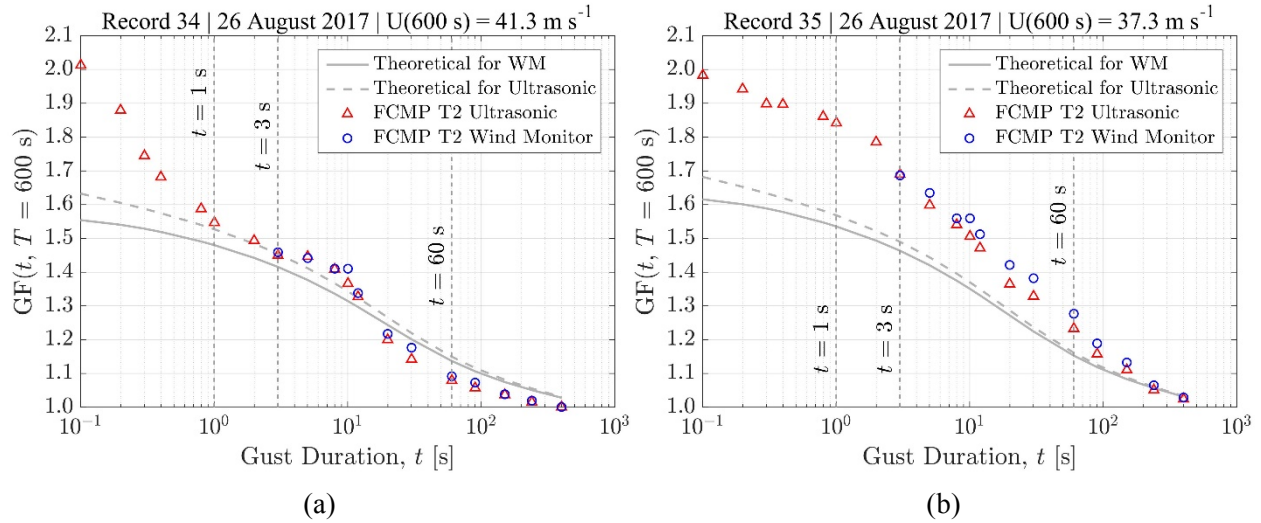 Record 34 | 26 August 2017 | U(600 s) = 41.3 m s⁻¹
GF(t, T = 600 s)
2.1
2.0
1.9
1.8
1.7
1.6
1.5
1.4
1.3
1.2
1.1
1.0
Theoretical for WM
Theoretical for Ultrasonic
FCMP T2 Ultrasonic
FCMP T2 Wind Monitor
t = 1 s
t = 3 s
t = 60 s
10⁻¹ 10⁰ 10¹ 10² 10³
Gust Duration, t [s]
(a)
Record 35 | 26 August 2017 | U(600 s) = 37.3 m s⁻¹
GF(t, T = 600 s)
2.1
2.0
1.9
1.8
1.7
1.6
1.5
1.4
1.3
1.2
1.1
1.0
Theoretical for WM
Theoretical for Ultrasonic
FCMP T2 Ultrasonic
FCMP T2 Wind Monitor
t = 1 s
t = 3 s
t = 60 s
10⁻¹ 10⁰ 10¹ 10² 10³
Gust Duration, t [s]
(b)